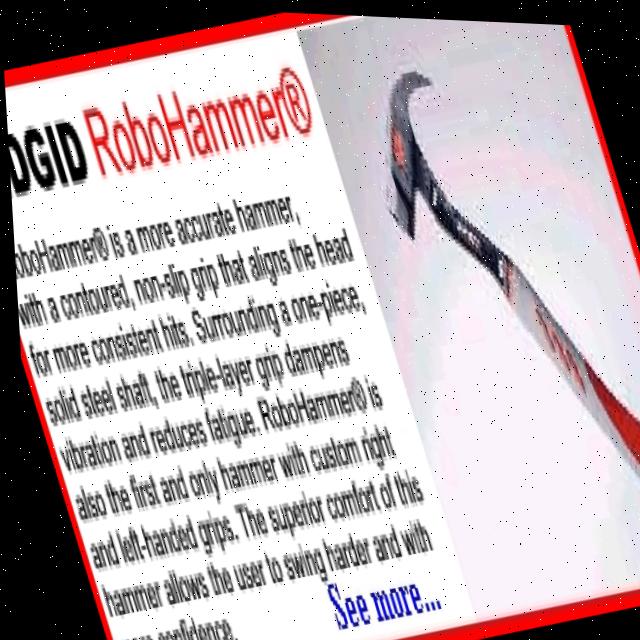 DGID RoboHammer®
oboHammer® is a more accurate hammer,
with a contoured, non-slip grip that aligns the head
for more consistent hits. Surrounding a one-piece,
solid steel shaft, the triple-layer grip dampens
vibration and reduces fatigue. RoboHammer® is
also the first and only hammer with custom right
and left-handed grips. The superior comfort of this
hammer allows the user to swing harder and with
confidence.
See more...